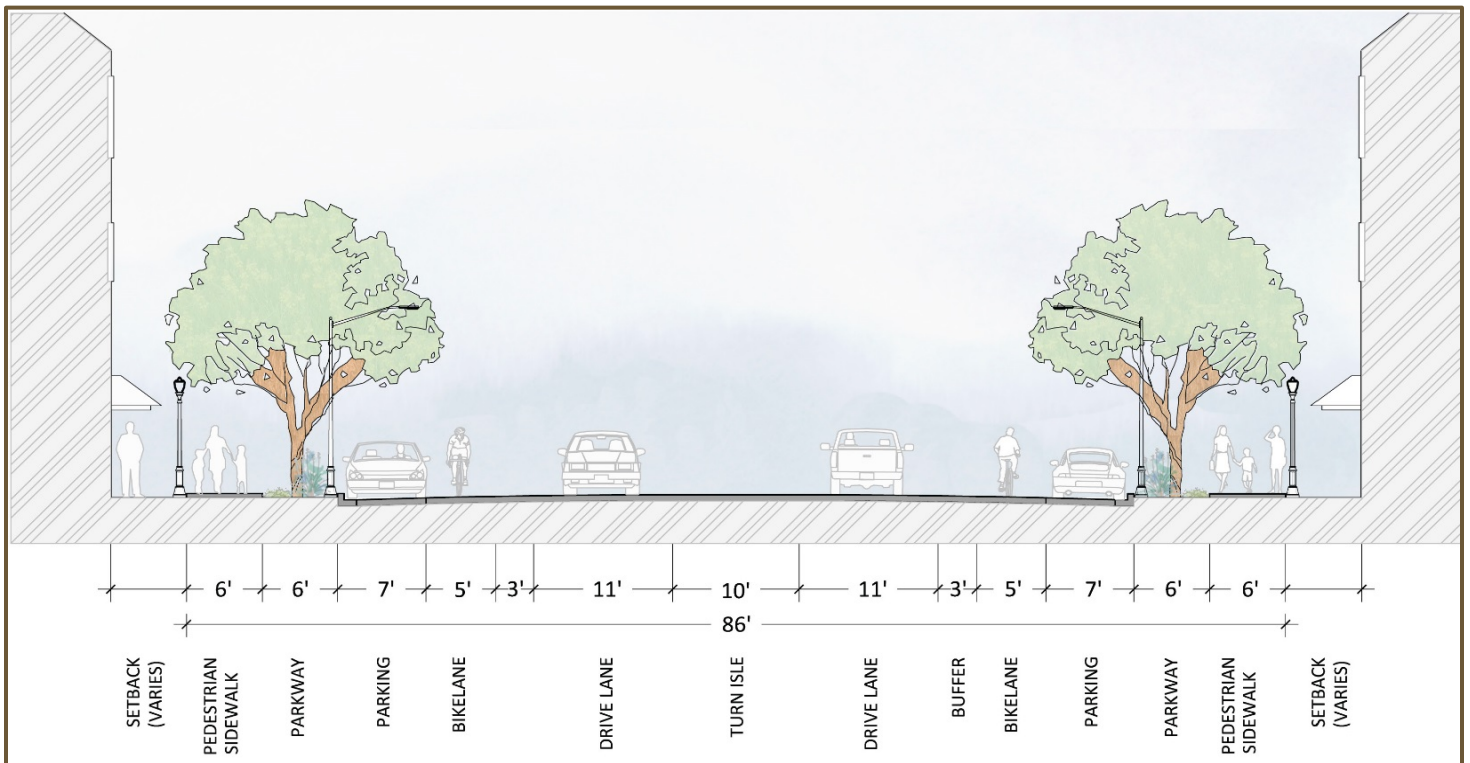 6' 6' 7' 5' 3' 11' 10' 11' 3' 5' 7' 6' 6'
86'
SETBACK
(VARIES)
PEDESTRIAN
SIDEWALK
PARKWAY
PARKING
BIKELANE
DRIVE LANE
TURN ISLE
DRIVE LANE
BUFFER
BIKELANE
PARKING
PARKWAY
PEDESTRIAN
SIDEWALK
SETBACK
(VARIES)